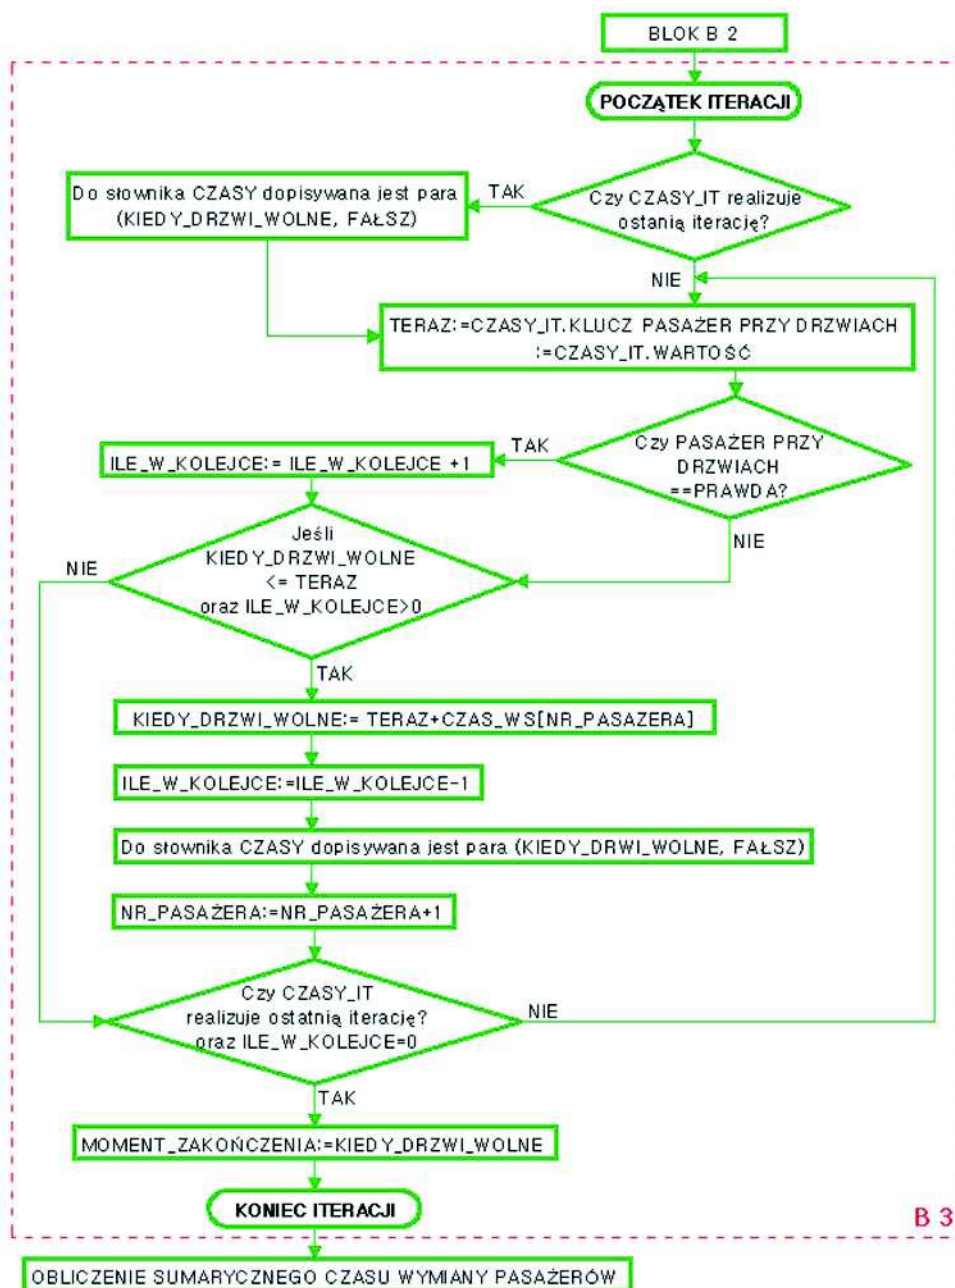 BLOK B 2
POCZĄTEK ITERACJI
Czy CZASY_IT realizuje
ostanią iterację?
TAK
Do słownika CZASY dopisywana jest para
(KIEDY_DRZWI_WOLNE, FAŁSZ)
NIE
TERAZ:=CZASY_IT.KLUCZ PASAŻER PRZY DRZWIACH
:=CZASY_IT.WARTOŚĆ
Czy PASAŻER PRZY
DRZWIACH
==PRAWDA?
TAK
ILE_W_KOLEJCE:= ILE_W_KOLEJCE +1
NIE
Jeśli
KIEDY_DRZWI_WOLNE
<= TERAZ
oraz ILE_W_KOLEJCE>0
NIE
TAK
KIEDY_DRZWI_WOLNE:= TERAZ+CZAS_WS[NR_PASAZERA]
ILE_W_KOLEJCE:=ILE_W_KOLEJCE-1
Do słownika CZASY dopisywana jest para (KIEDY_DRWI_WOLNE, FAŁSZ)
NR_PASAŻERA:=NR_PASAŻERA+1
Czy CZASY_IT
realizuje ostatnią iterację?
oraz ILE_W_KOLEJCE=0
NIE
TAK
MOMENT_ZAKOŃCZENIA:=KIEDY_DRZWI_WOLNE
KONIEC ITERACJI
B 3
OBLICZENIE SUMARYCZNEGO CZASU WYMIANY PASAŻERÓW